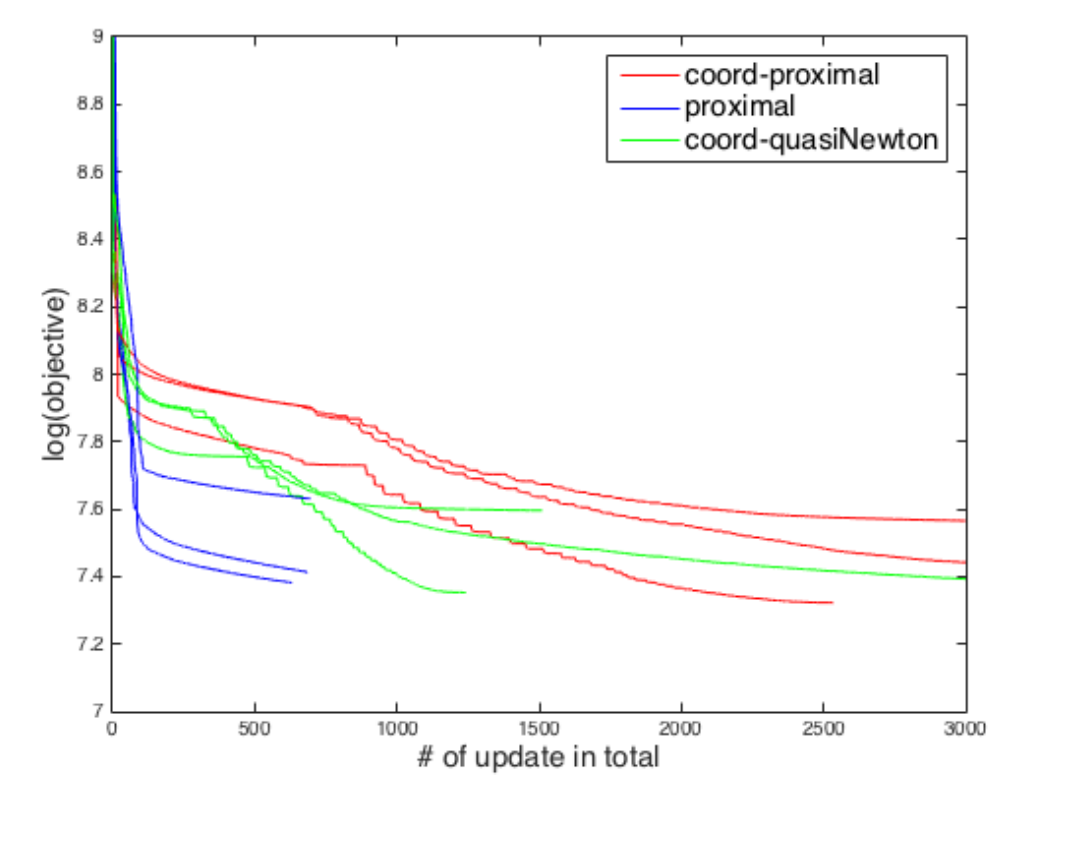 9
8.8
8.6
8.4
8.2
8
7.8
7.6
7.4
7.2
7
log(objective)
coord-proximal
proximal
coord-quasiNewton
0 500 1000 1500 2000 2500 3000
# of update in total